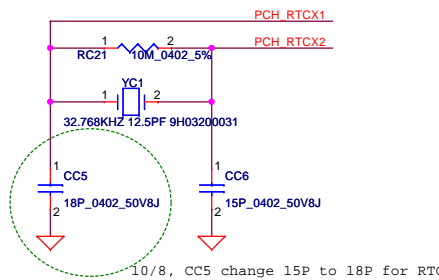 PCH_RTCX1
PCH_RTCX2
1
2
RC21
10M_0402_5%
YC1
1
2
32.768KHZ 12.5PF 9H03200031
1
CC5
18P_0402_50V8J
2
1
CC6
15P_0402_50V8J
2
10/8, CC5 change 15P to 18P for